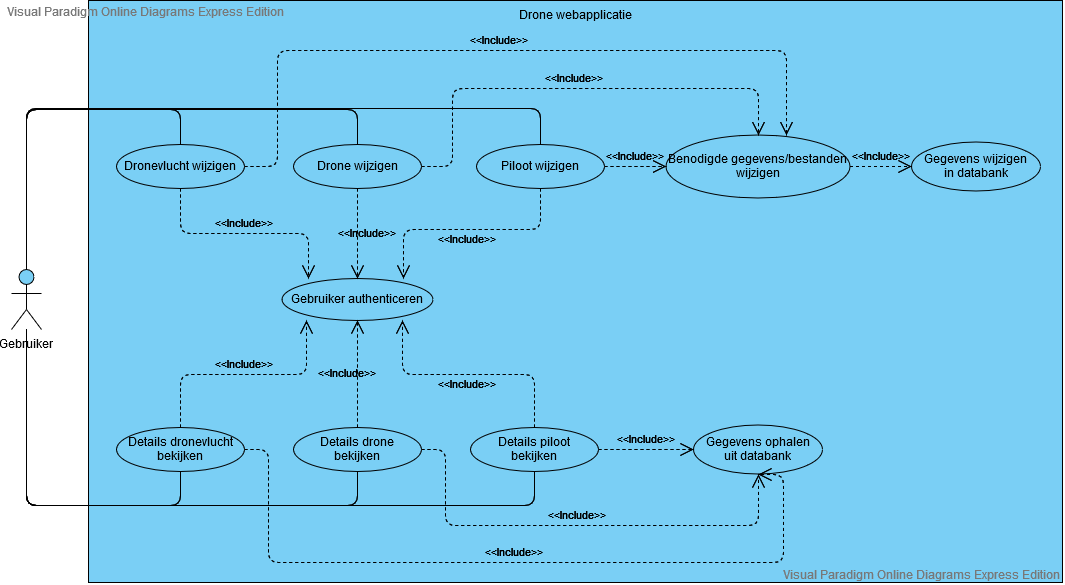 Visual Paradigm Online Diagrams Express Edition
Drone webapplicatie
<<Include>>
<<Include>>
Dronevlucht wijzigen
Drone wijzigen
Piloot wijzigen
<<Include>>
Benodigde gegevens/bestanden
wijzigen
<<Include>>
Gegevens wijzigen
in databank
<<Include>>
<<Include>>
<<Include>>
Gebruiker authenticeren
Gebruiker
<<Include>>
<<Include>>
<<Include>>
Details dronevlucht
bekijken
Details drone
bekijken
Details piloot
bekijken
<<Include>>
Gegevens ophalen
uit databank
<<Include>>
<<Include>>
Visual Paradigm Online Diagrams Express Edition